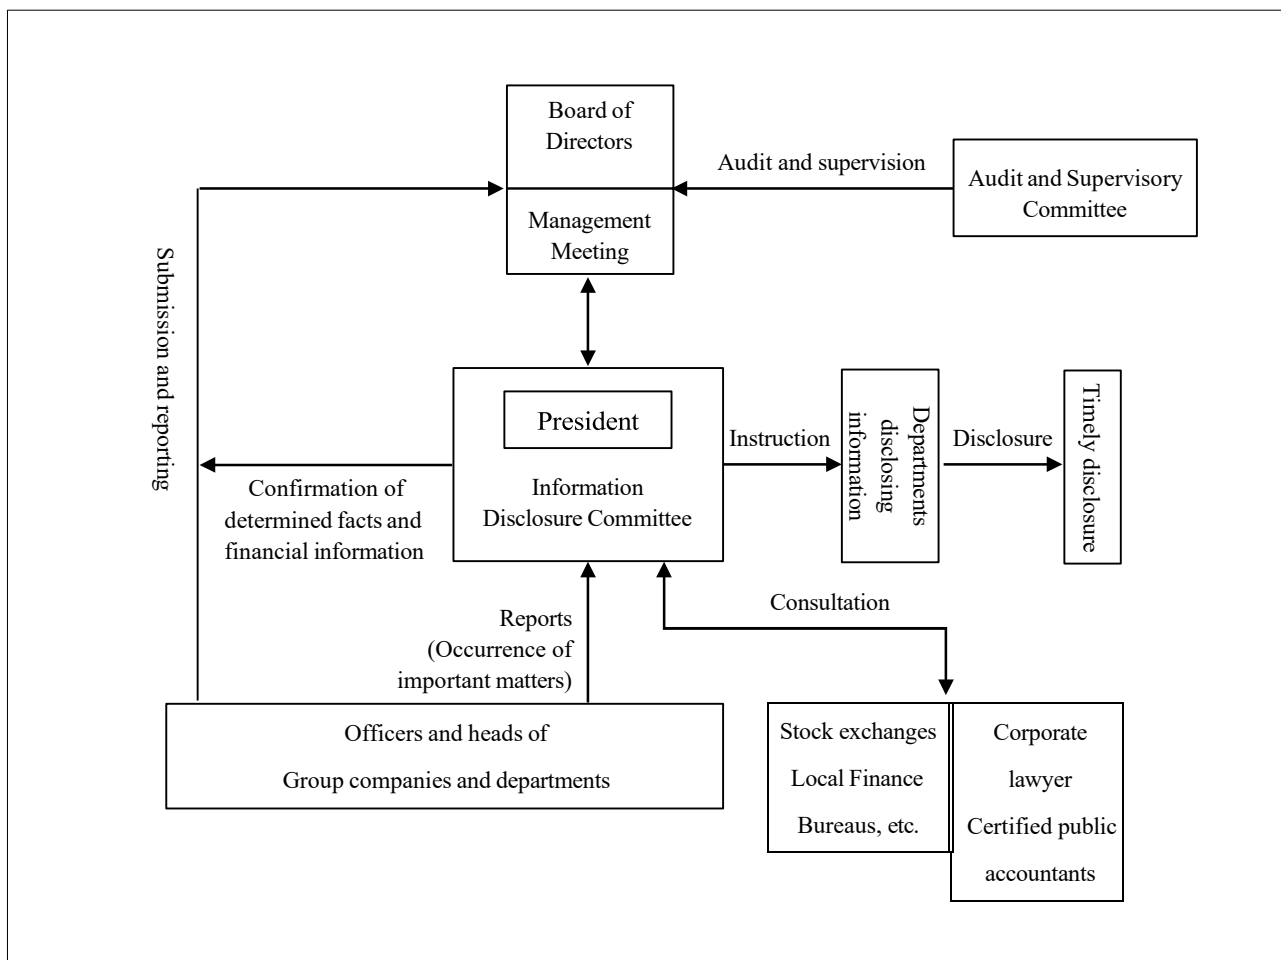 Board of
Directors
Audit and supervision
Audit and Supervisory
Committee
Management
Meeting
Submission and reporting
President
Information
Disclosure Committee
Instruction
Departments
disclosing
information
Disclosure
Timely disclosure
Confirmation of
determined facts and
financial information
Reports
(Occurrence of
important matters)
Consultation
Officers and heads of
Group companies and departments
Stock exchanges
Local Finance
Bureaus, etc.
Corporate
lawyer
Certified public
accountants